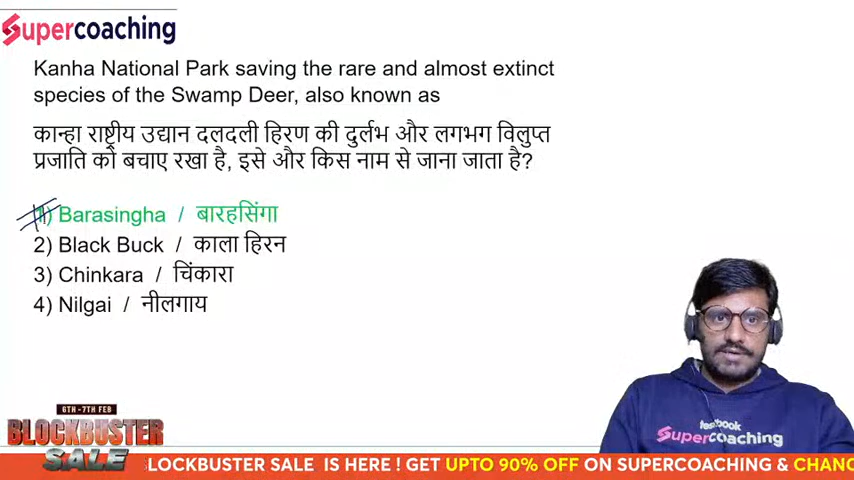 Supercoaching
Kanha National Park saving the rare and almost extinct
species of the Swamp Deer, also known as
कान्हा राष्ट्रीय उद्यान दलदली हिरण की दुर्लभ और लगभग विलुप्त
प्रजाति को बचाए रखा है, इसे और किस नाम से जाना जाता है?
1) Barasingha / बारहसिंगा
2) Black Buck / काला हिरन
3) Chinkara / चिंकारा
4) Nilgai / नीलगाय
testbook
Supercoaching
6TH - 7TH FEB
BLOCKBUSTER
SALE
BLOCKBUSTER SALE IS HERE ! GET UPTO 90% OFF ON SUPERCOACHING & CHANC